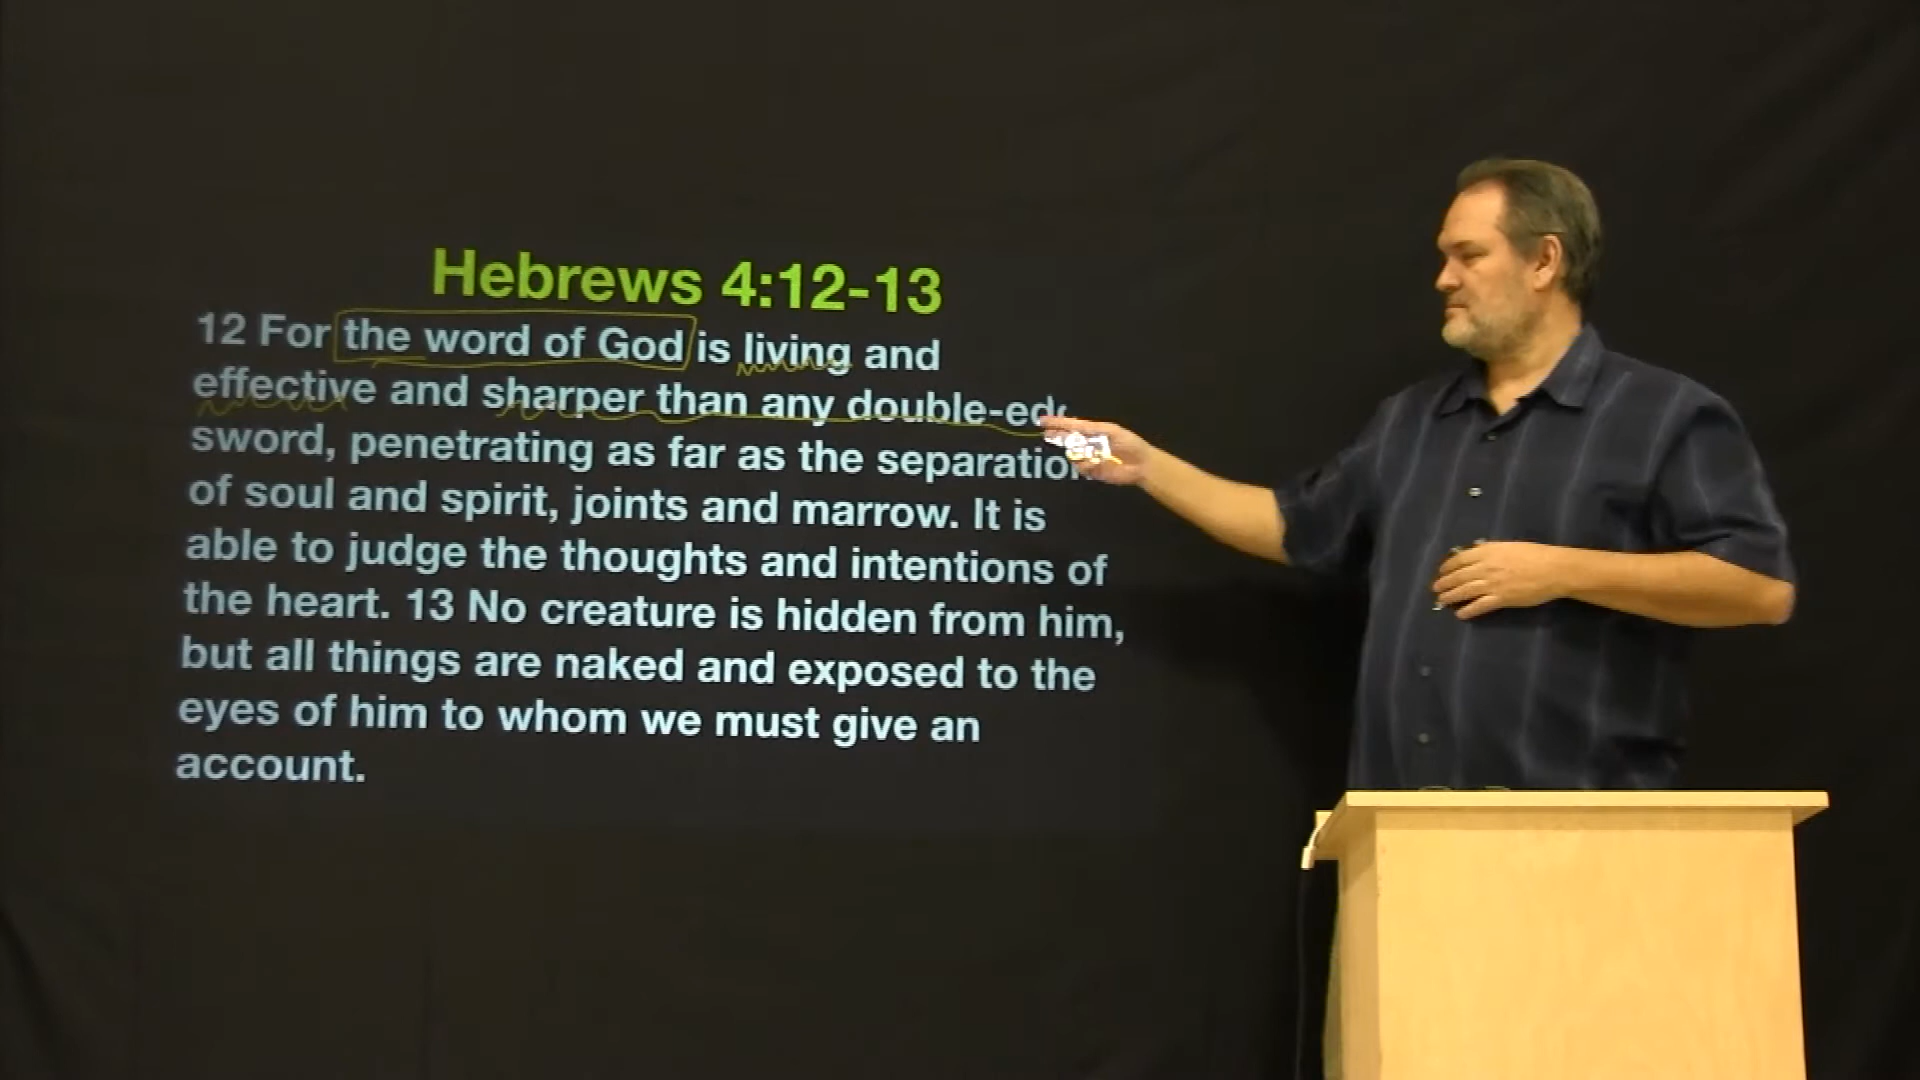 Hebrews 4:12-13
12 For the word of God is living and
effective and sharper than any double-edged
sword, penetrating as far as the separation
of soul and spirit, joints and marrow. It is
able to judge the thoughts and intentions of
the heart. 13 No creature is hidden from him,
but all things are naked and exposed to the
eyes of him to whom we must give an
account.